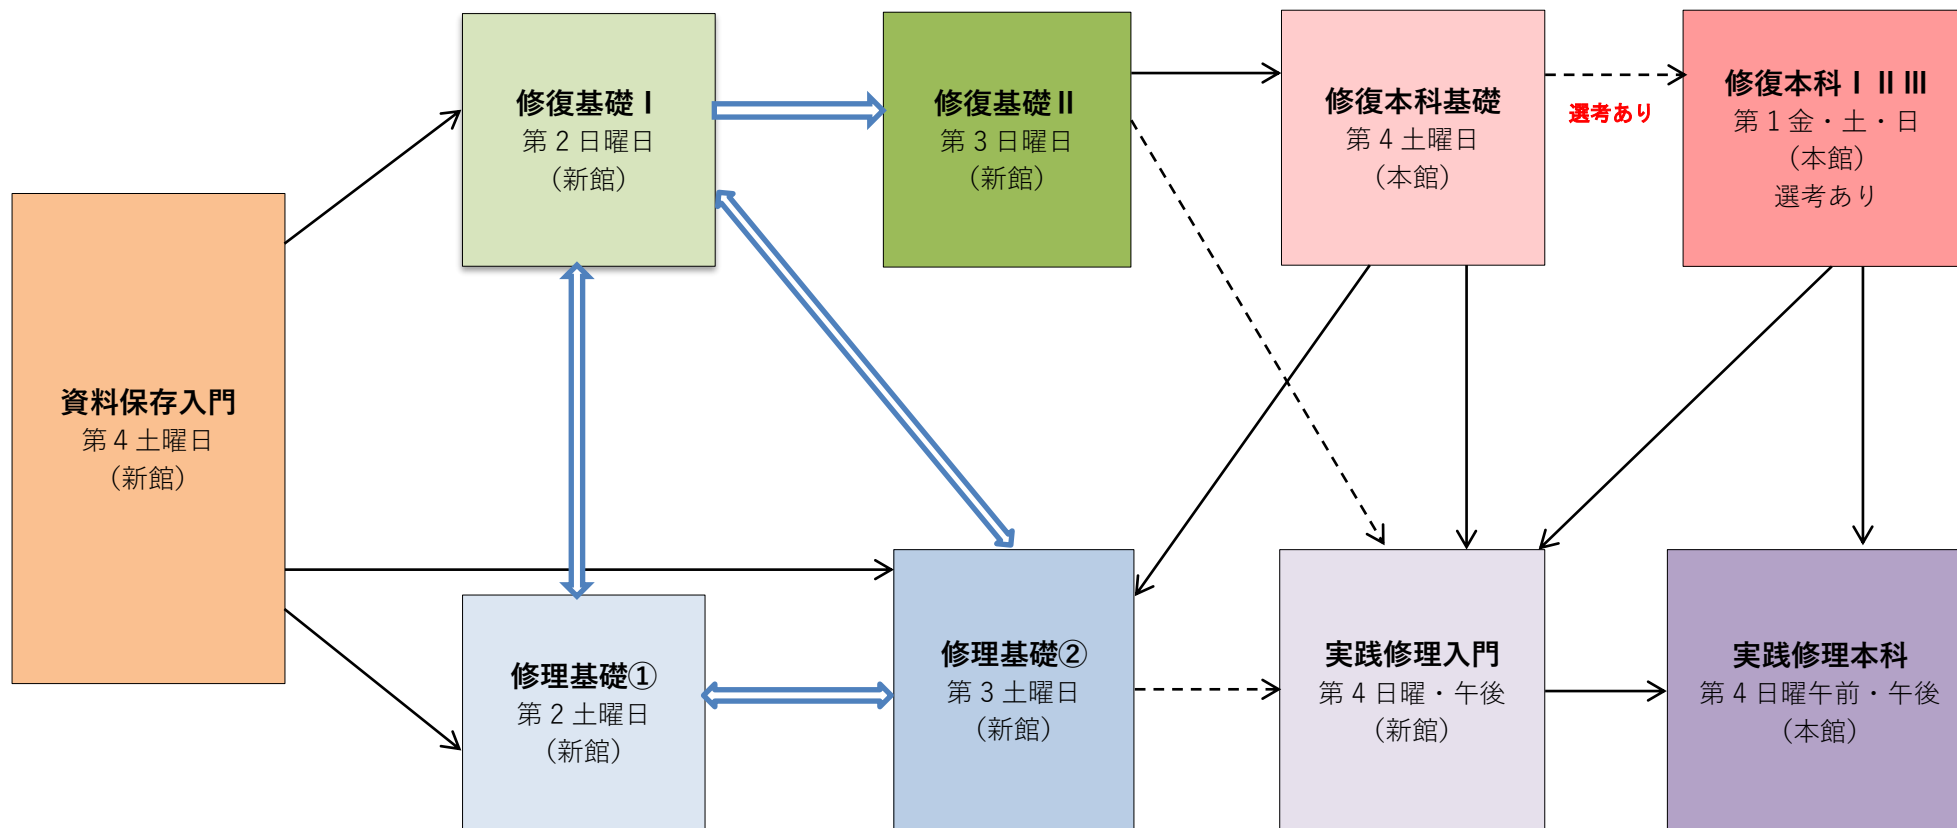 修復基礎Ⅰ
第２日曜日
（新館）
修復基礎Ⅱ
第３日曜日
（新館）
修復本科基礎
第４土曜日
（本館）
選考あり
修復本科Ⅰ Ⅱ Ⅲ
第１金・土・日
（本館）
選考あり
資料保存入門
第４土曜日
（新館）
修理基礎①
第２土曜日
（新館）
修理基礎②
第３土曜日
（新館）
実践修理入門
第４日曜・午後
（新館）
実践修理本科
第４日曜午前・午後
（本館）